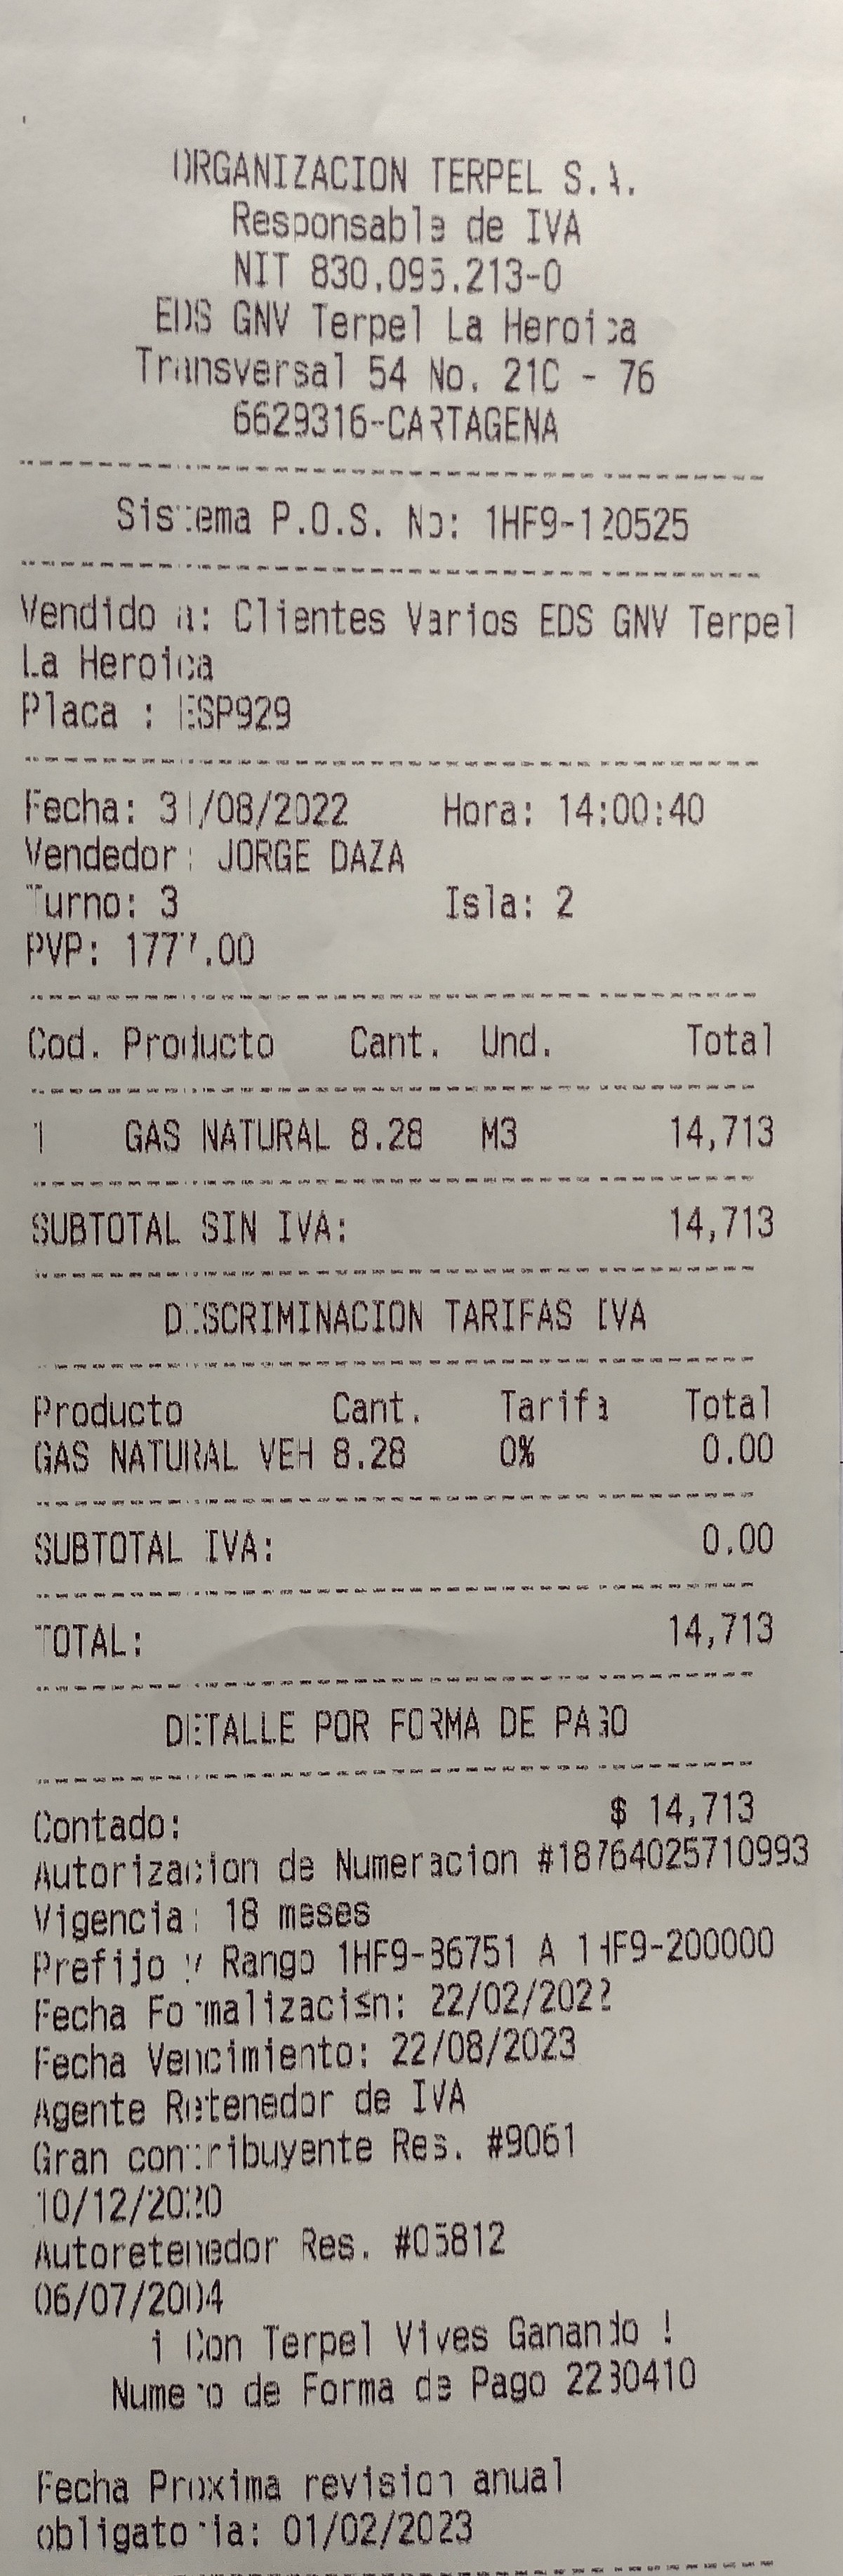 ORGANIZACION TERPEL S.A.
Responsable de IVA
NIT 830.095.213-0
EDS GNV Terpel La Heroica
Transversal 54 No. 21C - 76
6629316-CARTAGENA
Sistema P.O.S. No: 1HF9-120525
Vendido a: Clientes Varios EDS GNV Terpel
La Heroica
Placa : ESP929
Fecha: 31/08/2022 Hora: 14:00:40
Vendedor: JORGE DAZA
Turno: 3 Isla: 2
PVP: 1777.00
Cod. Producto Cant. Und. Total
1 GAS NATURAL 8.28 M3 14,713
SUBTOTAL SIN IVA: 14,713
DISCRIMINACION TARIFAS IVA
Producto Cant. Tarifa Total
GAS NATURAL VEH 8.28 0% 0.00
SUBTOTAL IVA: 0.00
TOTAL: 14,713
DETALLE POR FORMA DE PAGO
Contado: $ 14,713
Autorizacion de Numeracion #18764025710993
Vigencia: 18 meses
Prefijo y Rango 1HF9-86751 A 1HF9-200000
Fecha Formalizaci≤n: 22/02/2022
Fecha Vencimiento: 22/08/2023
Agente Retenedor de IVA
Gran contribuyente Res. #9061
10/12/2020
Autoretenedor Res. #05812
06/07/2004
¡ Con Terpel Vives Ganando !
Numero de Forma de Pago 2230410
Fecha Proxima revision anual
obligatoria: 01/02/2023